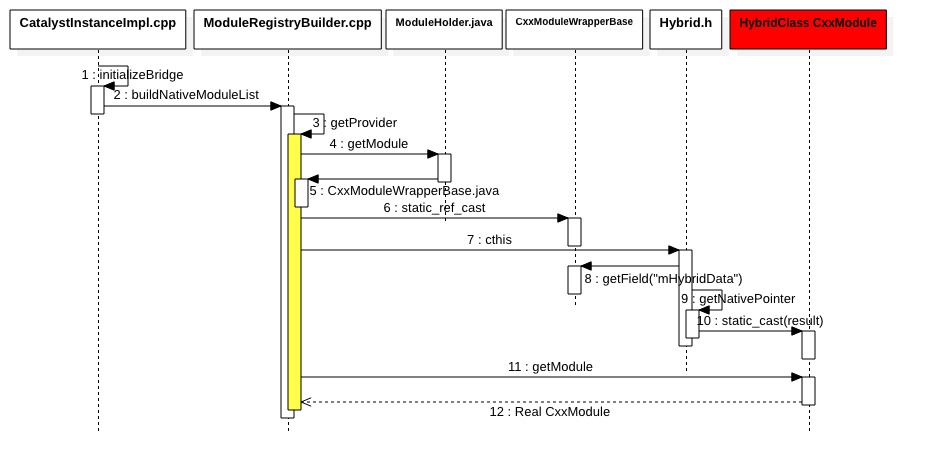 CatalystInstanceImpl.cpp
ModuleRegistryBuilder.cpp
ModuleHolder.java
CxxModuleWrapperBase
Hybrid.h
HybridClass CxxModule
1 : initializeBridge
2 : buildNativeModuleList
3 : getProvider
4 : getModule
5 : CxxModuleWrapperBase.java
6 : static_ref_cast
7 : cthis
8 : getField("mHybridData")
9 : getNativePointer
10 : static_cast(result)
11 : getModule
12 : Real CxxModule